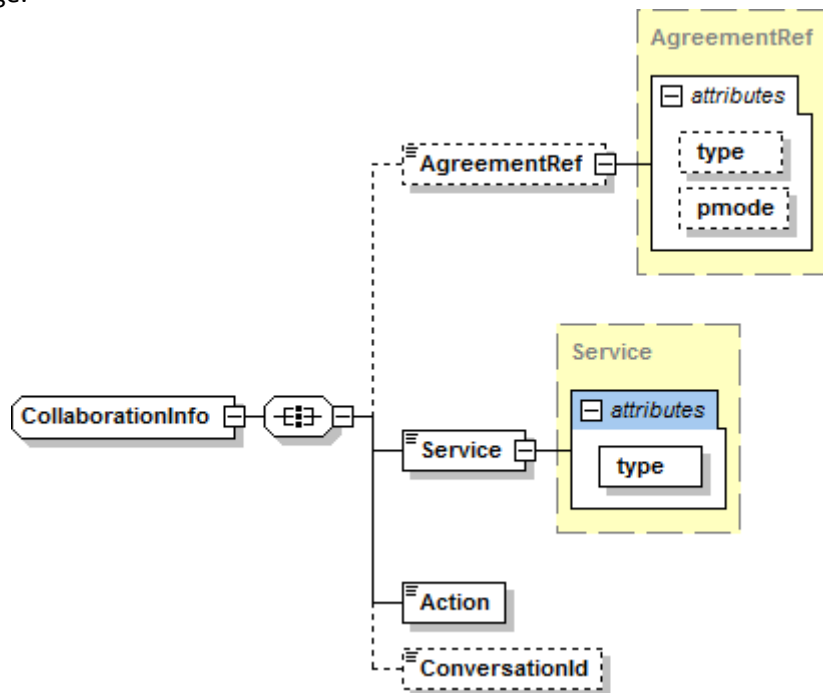 AgreementRef
attributes
type
pmode
AgreementRef
Service
attributes
type
CollaborationInfo
Service
Action
ConversationId